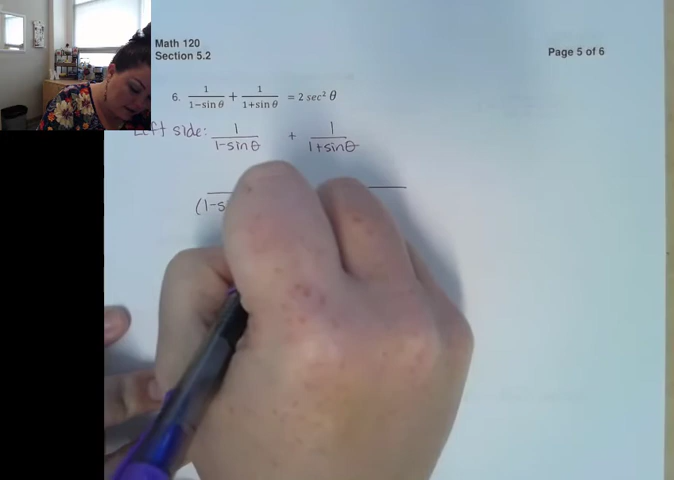 Math 120
Section 5.2
Page 5 of 6
6. 1/(1−sin θ) + 1/(1+sin θ) = 2 sec² θ
Left side: 1/(1-sinθ) + 1/(1+sinθ)
(1-s